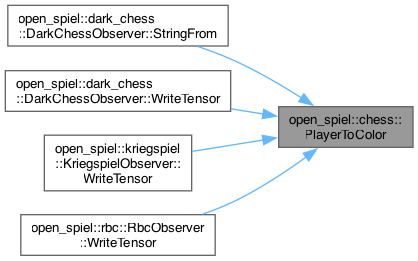 open_spiel::dark_chess
::DarkChessObserver::StringFrom
open_spiel::dark_chess
::DarkChessObserver::WriteTensor
open_spiel::chess::
PlayerToColor
open_spiel::kriegspiel
::KriegspielObserver::
WriteTensor
open_spiel::rbc::RbcObserver
::WriteTensor